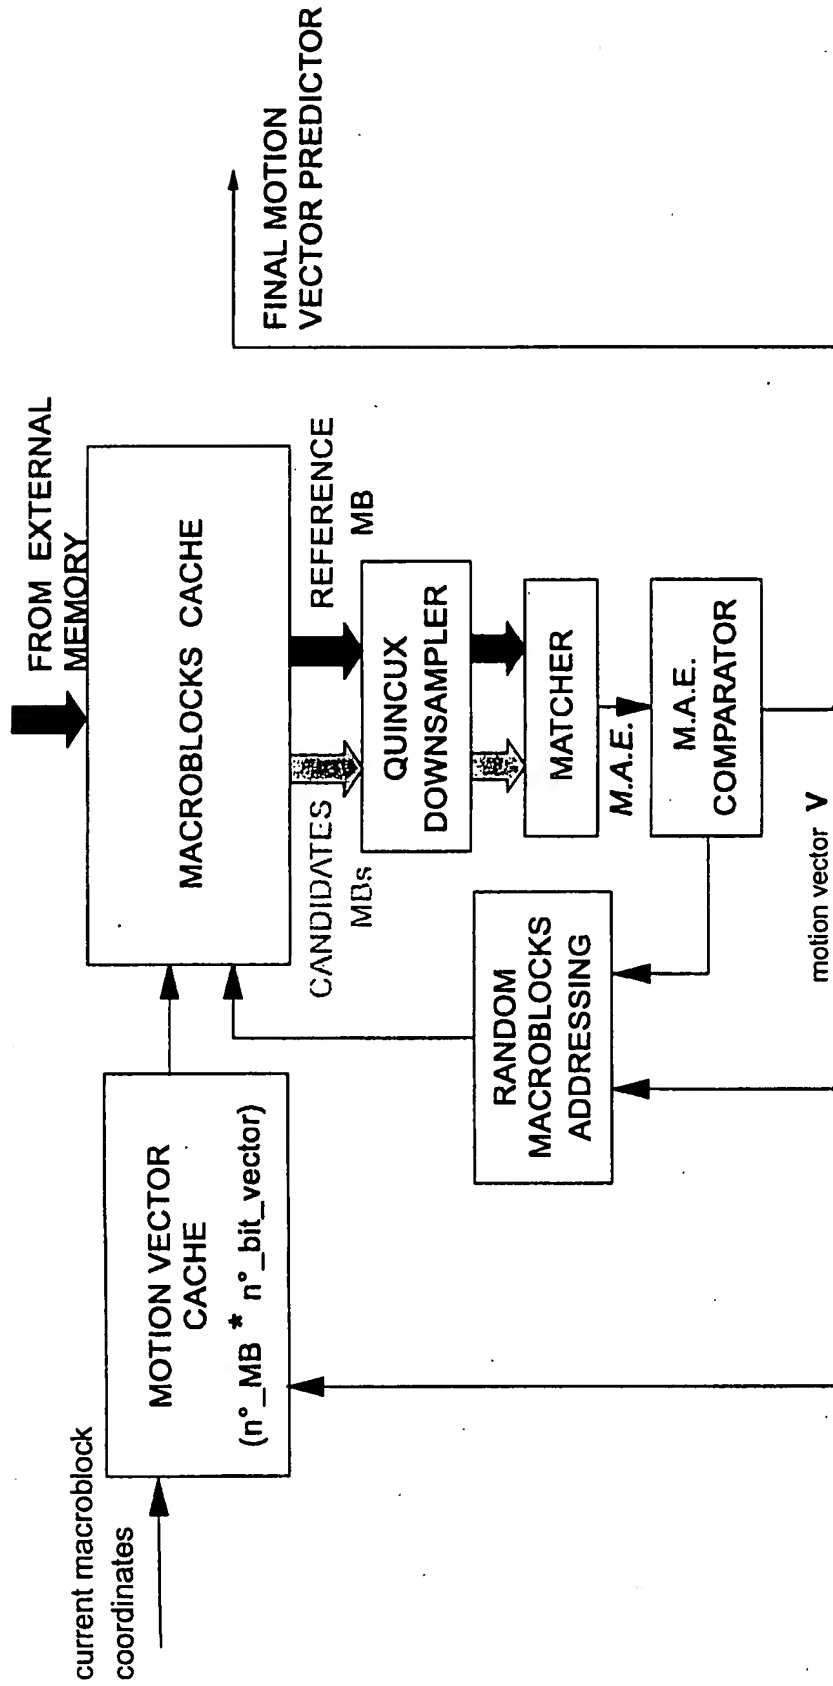 current macroblock
coordinates
MOTION VECTOR
CACHE
(n°_MB * n°_bit_vector)
FROM EXTERNAL
MEMORY
MACROBLOCKS CACHE
CANDIDATES
MBs
REFERENCE
MB
QUINCUX
DOWNSAMPLER
MATCHER
M.A.E.
M.A.E.
COMPARATOR
RANDOM
MACROBLOCKS
ADDRESSING
motion vector V
FINAL MOTION
VECTOR PREDICTOR